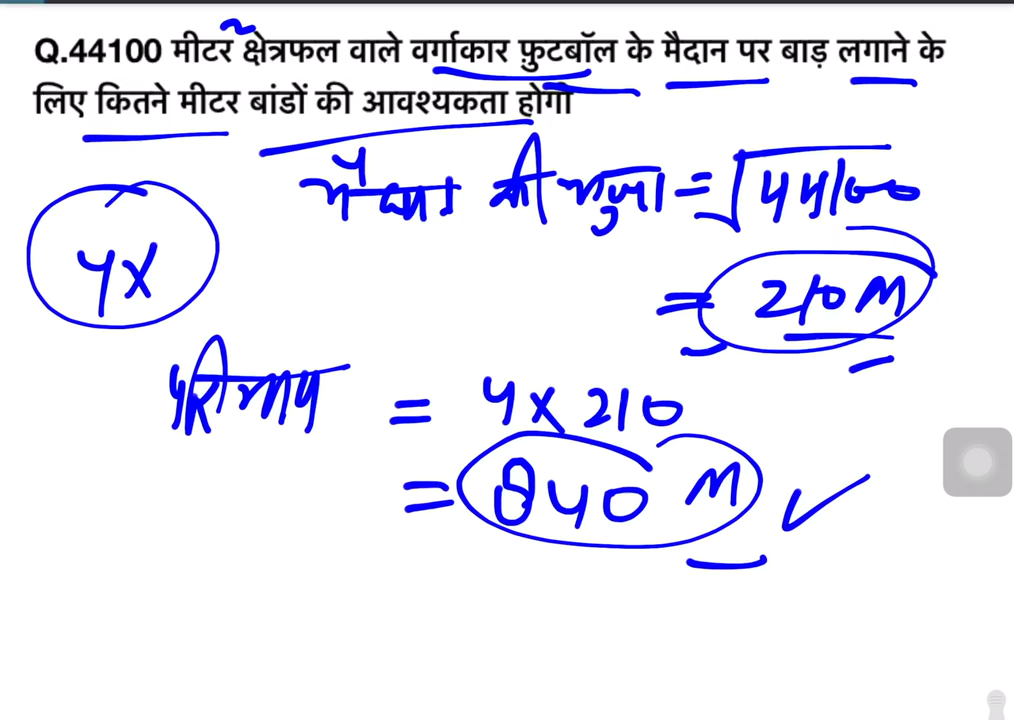 Q.44100 मीटर क्षेत्रफल वाले वर्गाकार फ़ुटबॉल के मैदान पर बाड़ लगाने के
लिए कितने मीटर बांडों की आवश्यकता होगी
मैदान की भुजा = √44100
4x
= 210 M
परिमाप = 4 x 210
= 840 M ✓